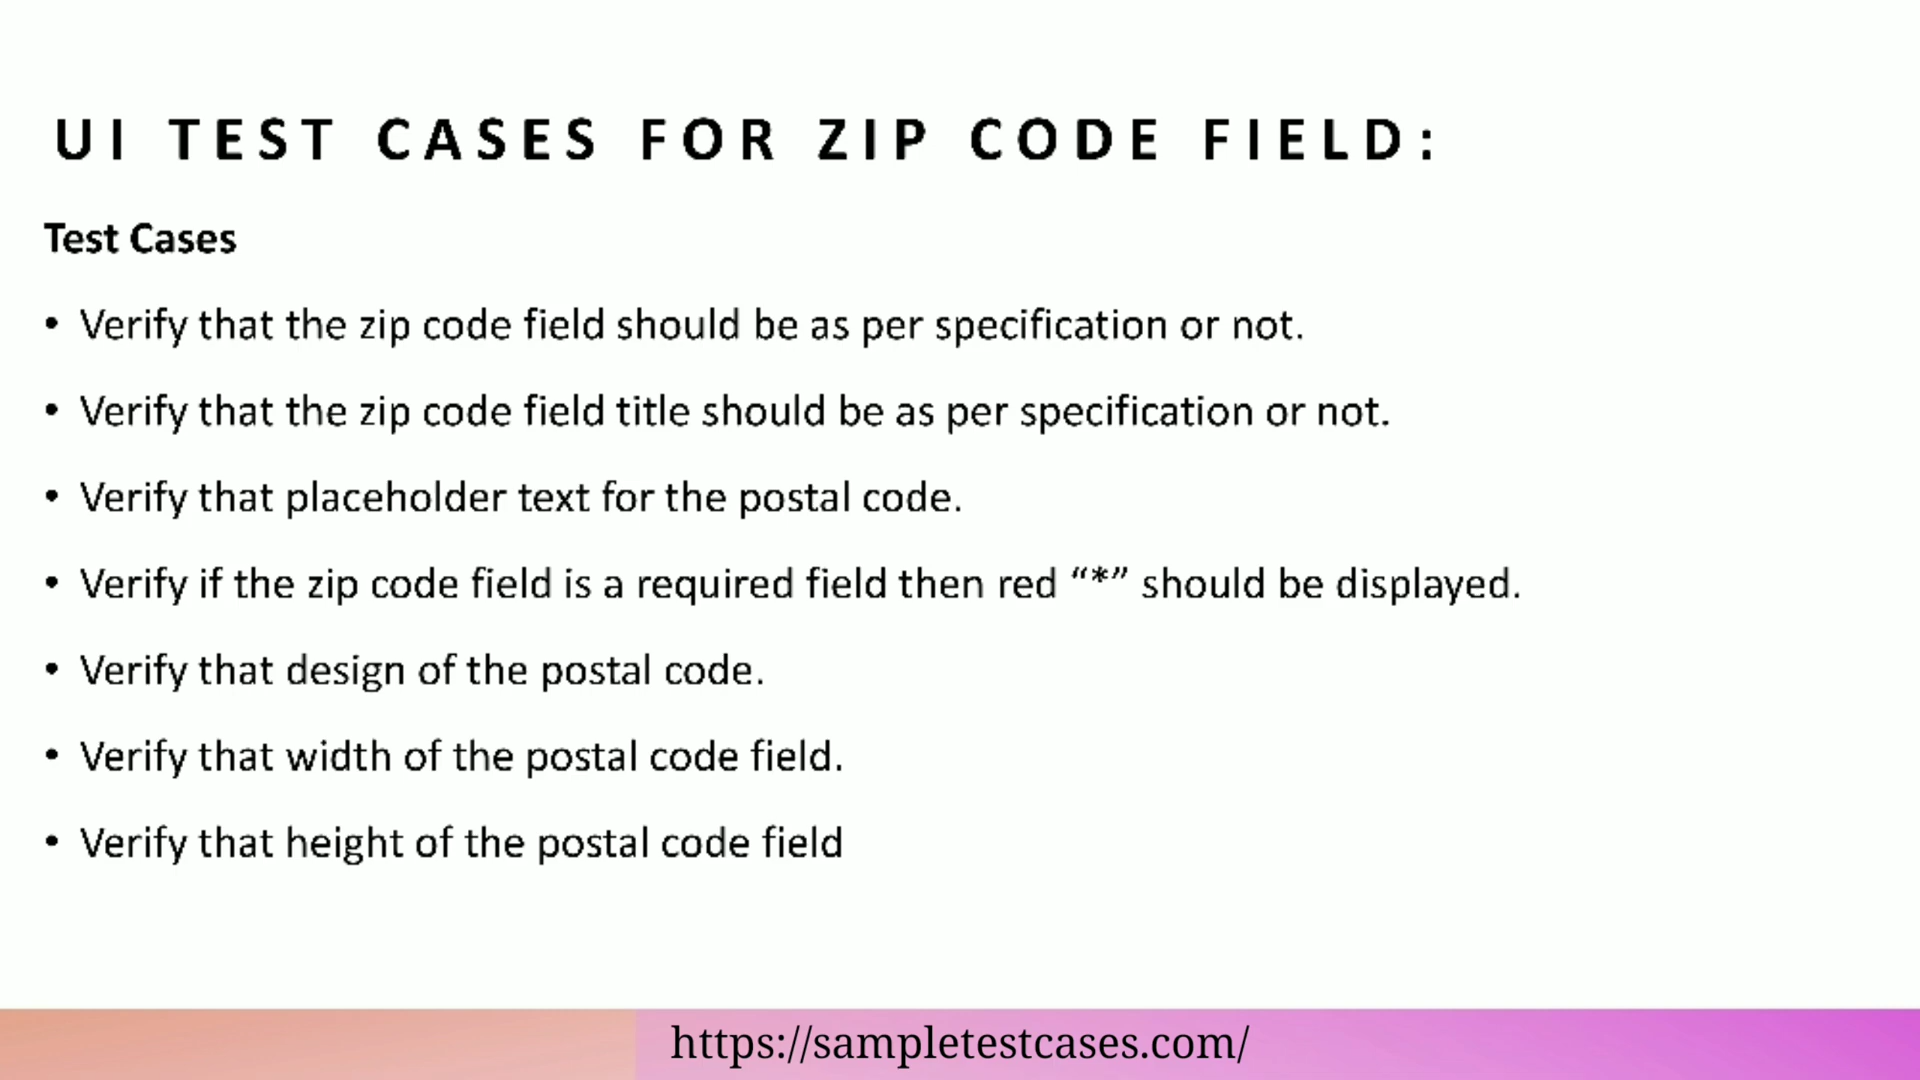 UI TEST CASES FOR ZIP CODE FIELD:
Test Cases
• Verify that the zip code field should be as per specification or not.
• Verify that the zip code field title should be as per specification or not.
• Verify that placeholder text for the postal code.
• Verify if the zip code field is a required field then red “*” should be displayed.
• Verify that design of the postal code.
• Verify that width of the postal code field.
• Verify that height of the postal code field
https://sampletestcases.com/